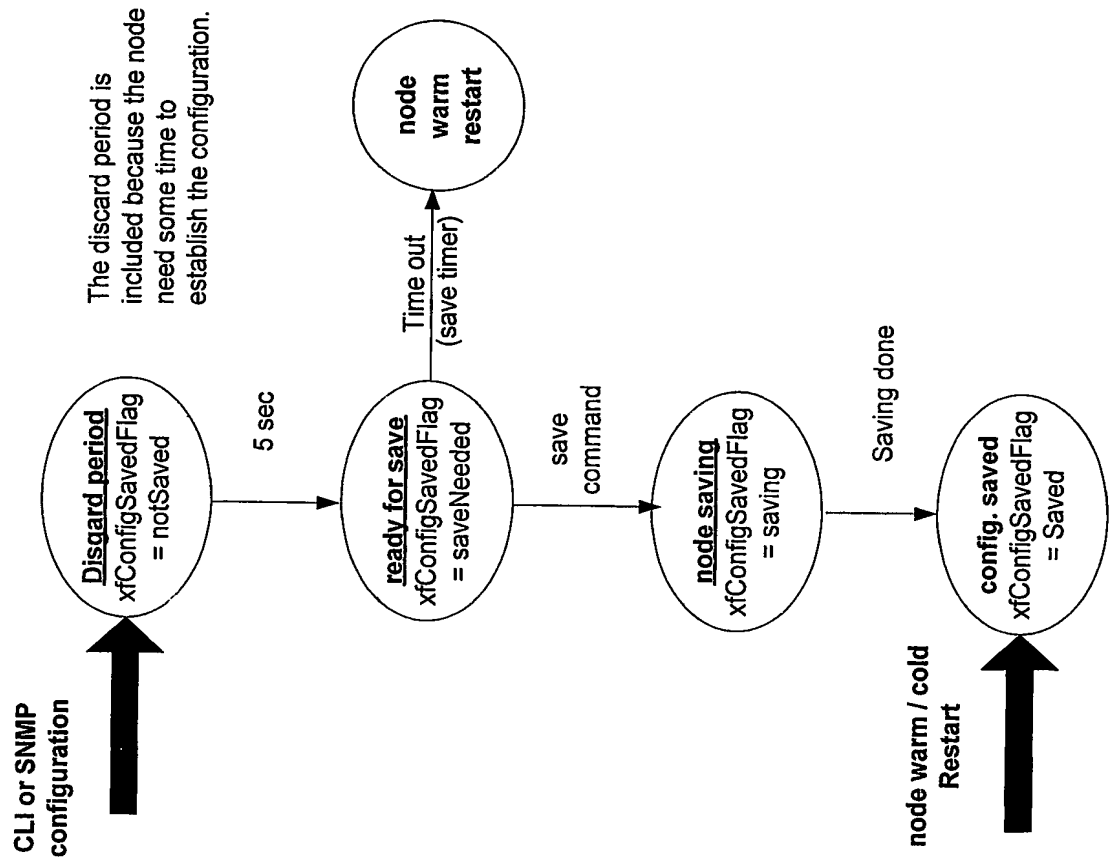 CLI or SNMP
configuration
Disgard period
xfConfigSavedFlag
= notSaved
The discard period is
included because the node
need some time to
establish the configuration.
5 sec
ready for save
xfConfigSavedFlag
= saveNeeded
Time out
(save timer)
node
warm
restart
save
command
node saving
xfConfigSavedFlag
= saving
Saving done
node warm / cold
Restart
config. saved
xfConfigSavedFlag
= Saved